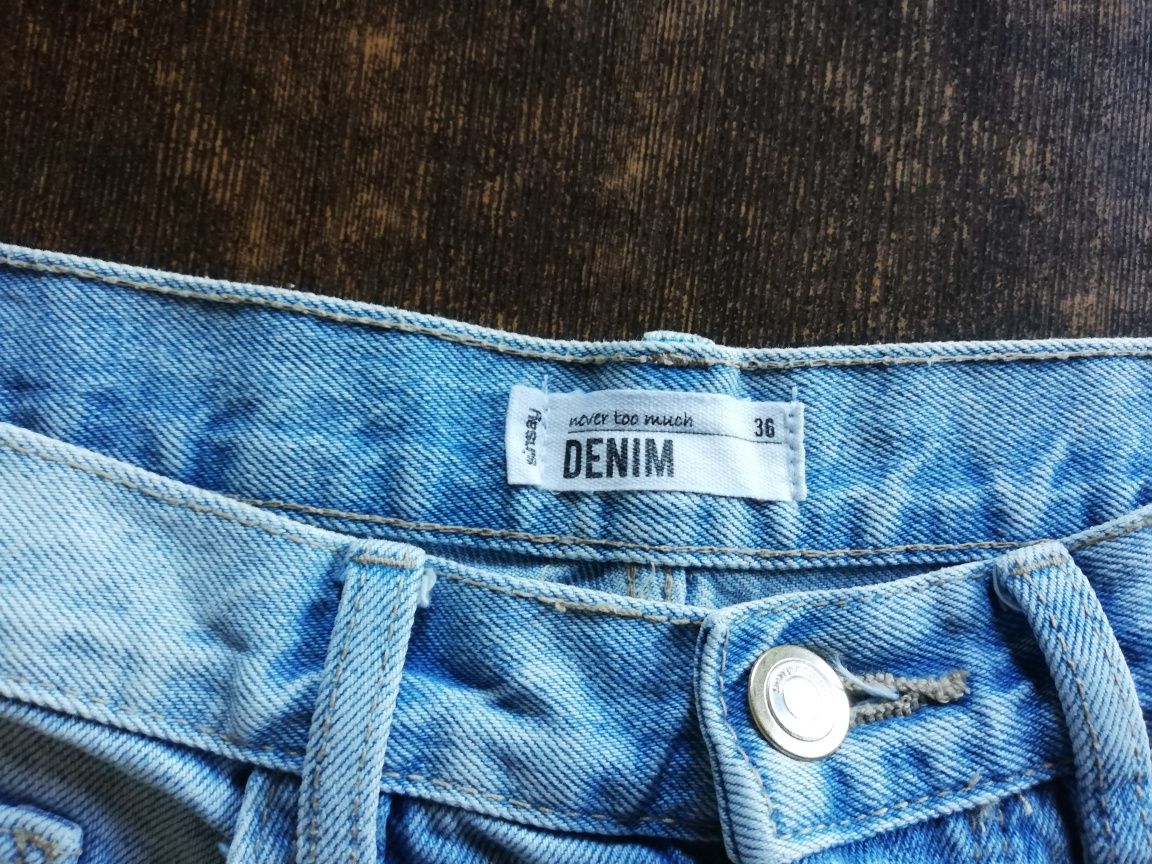 sinsay
never too much
36
DENIM